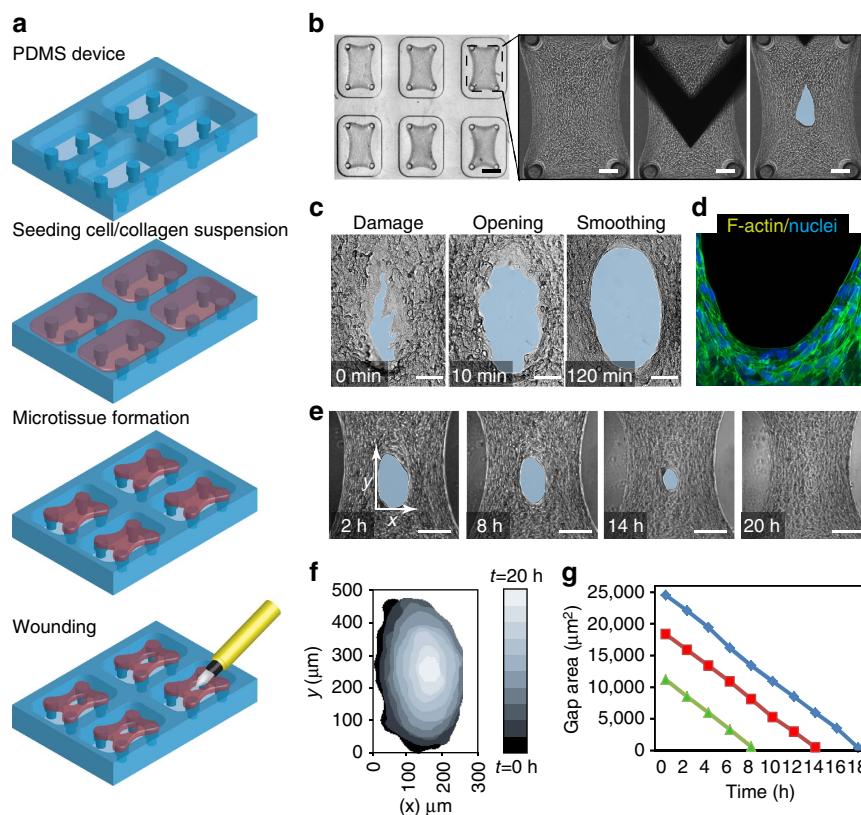 a
PDMS device
Seeding cell/collagen suspension
Microtissue formation
Wounding
b
c
Damage Opening Smoothing
0 min 10 min 120 min
d
F-actin/nuclei
e
y
x
2 h 8 h 14 h 20 h
f
t=20 h
t=0 h
500
400
300
200
100
0
y (μm)
0 100 200 300
(x) μm
g
25,000
20,000
15,000
10,000
5,000
0
Gap area (μm²)
0 2 4 6 8 10 12 14 16 18
Time (h)